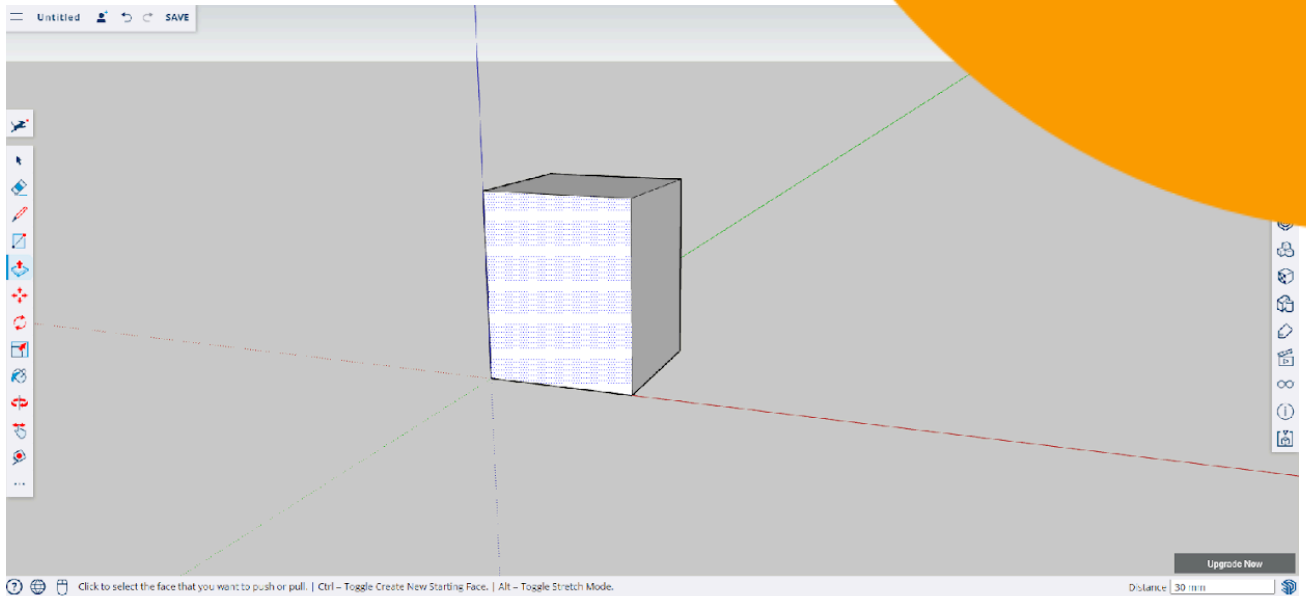 Untitled SAVE
Upgrade Now
Click to select the face that you want to push or pull. | Ctrl – Toggle Create New Starting Face. | Alt – Toggle Stretch Mode.
Distance 30 mm